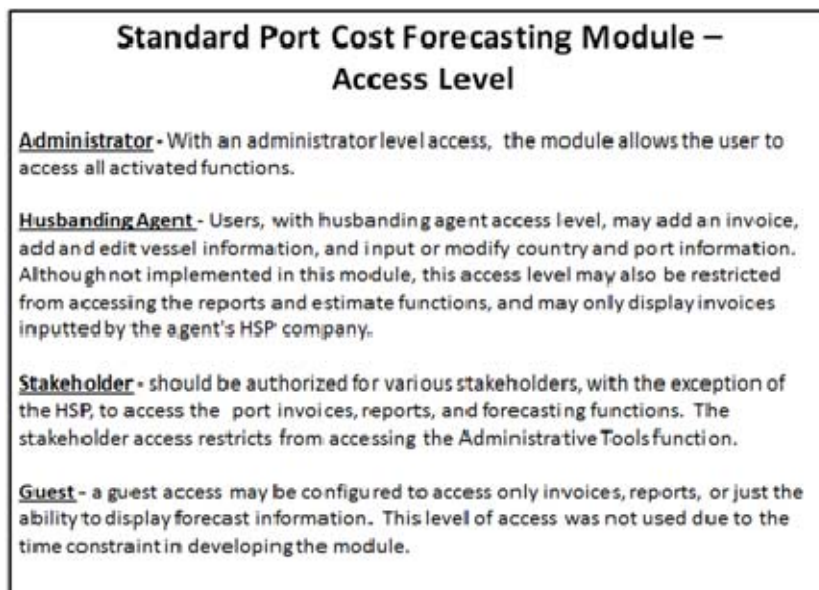 Standard Port Cost Forecasting Module –
Access Level
Administrator - With an administrator level access, the module allows the user to
access all activated functions.
Husbanding Agent - Users, with husbanding agent access level, may add an invoice,
add and edit vessel information, and input or modify country and port information.
Although not implemented in this module, this access level may also be restricted
from accessing the reports and estimate functions, and may only display invoices
inputted by the agent's HSP company.
Stakeholder - should be authorized for various stakeholders, with the exception of
the HSP, to access the port invoices, reports, and forecasting functions. The
stakeholder access restricts from accessing the Administrative Tools function.
Guest - a guest access may be configured to access only invoices, reports, or just the
ability to display forecast information. This level of access was not used due to the
time constraint in developing the module.